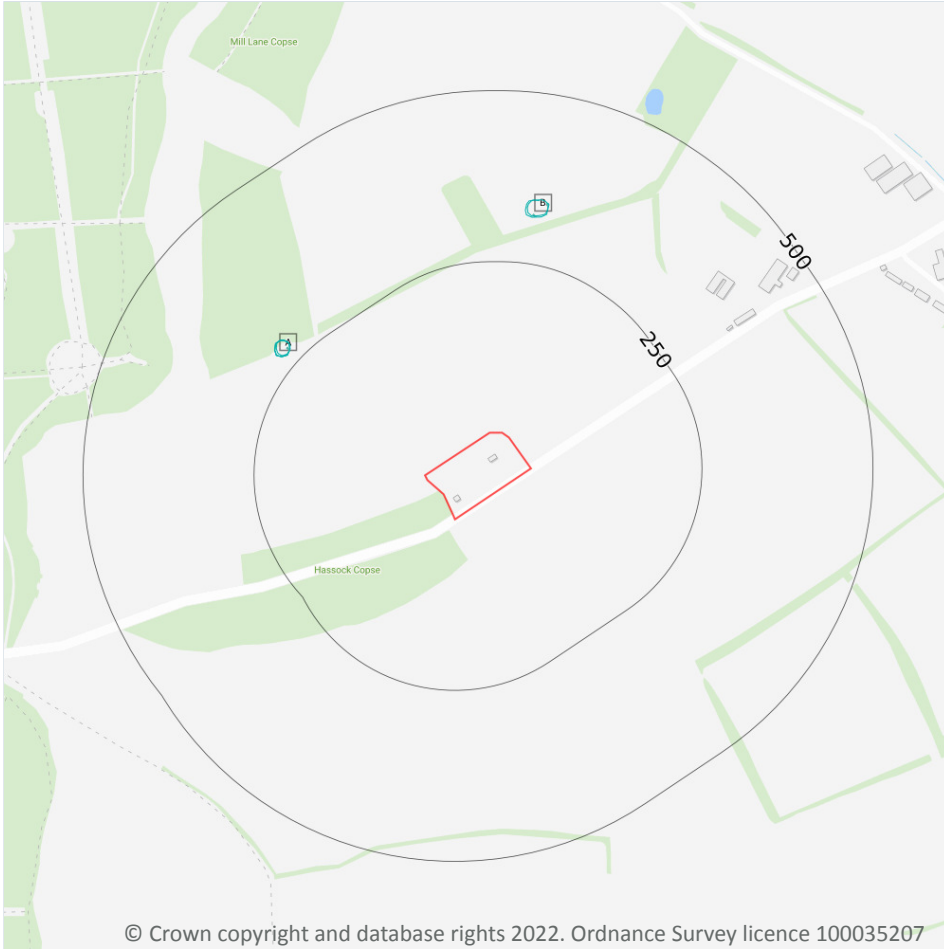 Mill Lane Copse
B
500
A
250
Hassock Copse
© Crown copyright and database rights 2022. Ordnance Survey licence 100035207